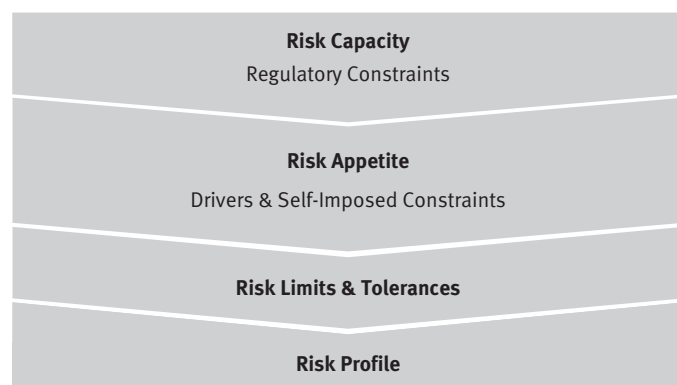 Risk Capacity
Regulatory Constraints
Risk Appetite
Drivers & Self-Imposed Constraints
Risk Limits & Tolerances
Risk Profile